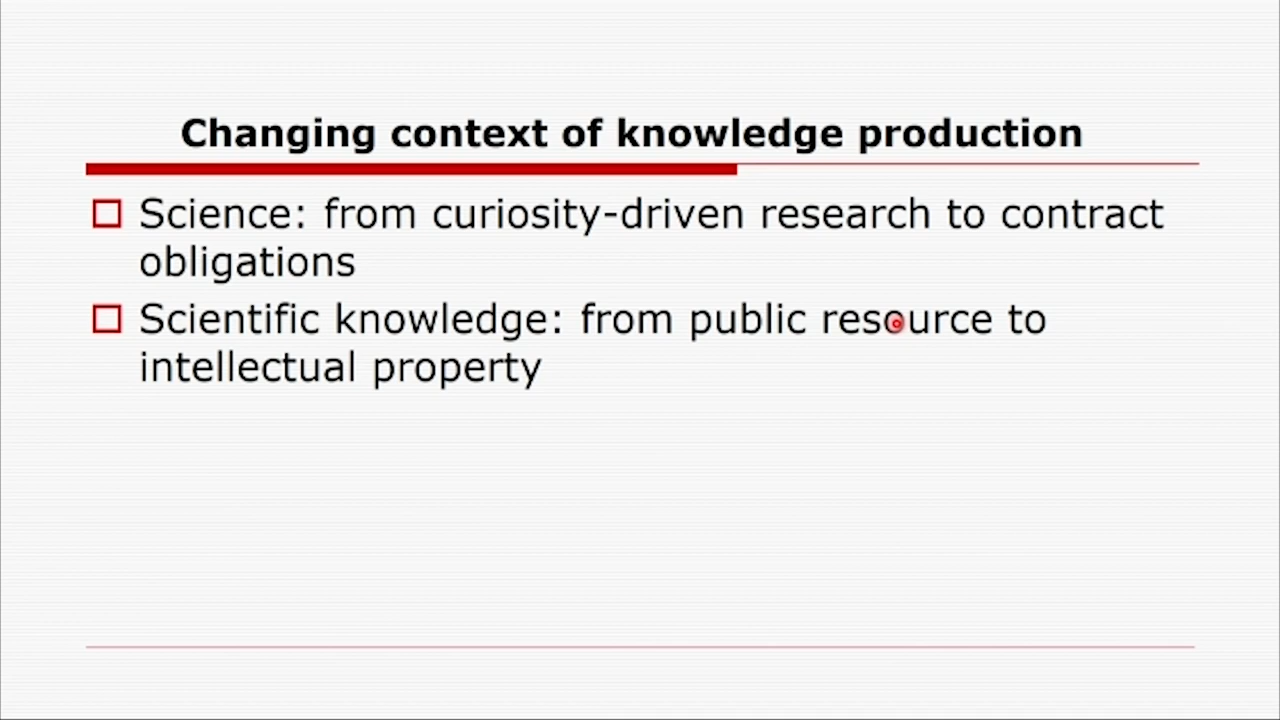 Changing context of knowledge production
Science: from curiosity-driven research to contract
obligations
Scientific knowledge: from public resource to
intellectual property